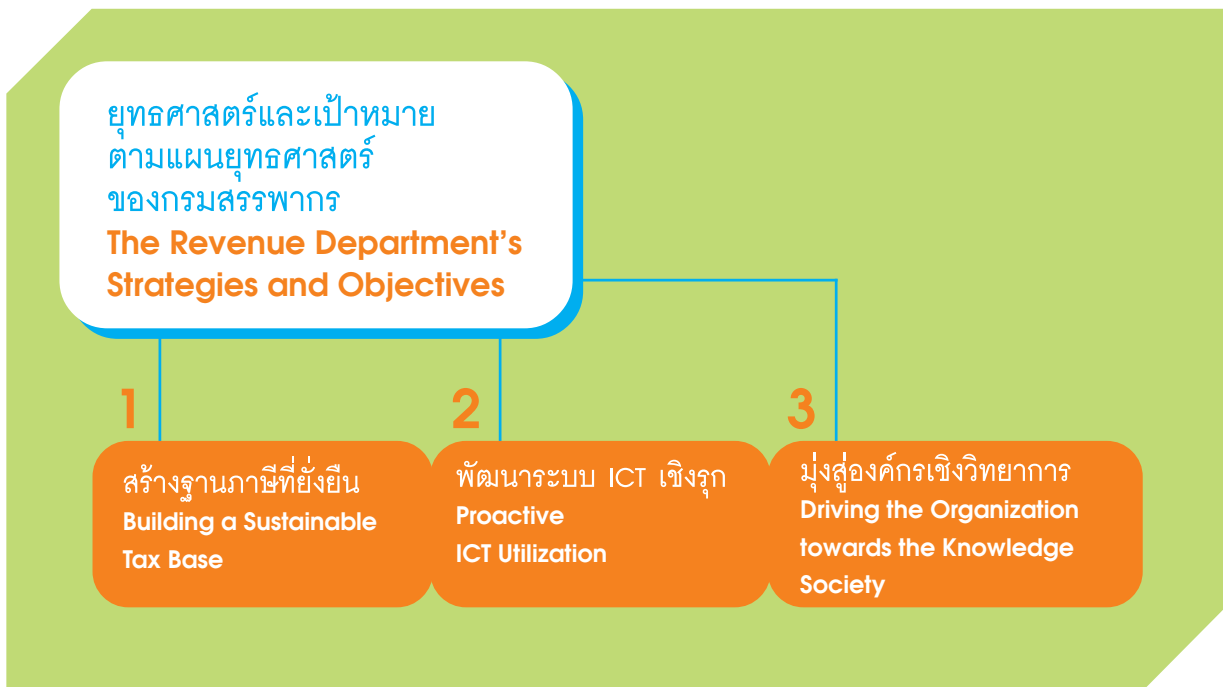 ยุทธศาสตร์และเป้าหมาย
ตามแผนยุทธศาสตร์
ของกรมสรรพากร
The Revenue Department's
Strategies and Objectives
1
สร้างฐานภาษีที่ยั่งยืน
Building a Sustainable
Tax Base
2
พัฒนาระบบ ICT เชิงรุก
Proactive
ICT Utilization
3
มุ่งสู่องค์กรเชิงวิทยาการ
Driving the Organization
towards the Knowledge
Society